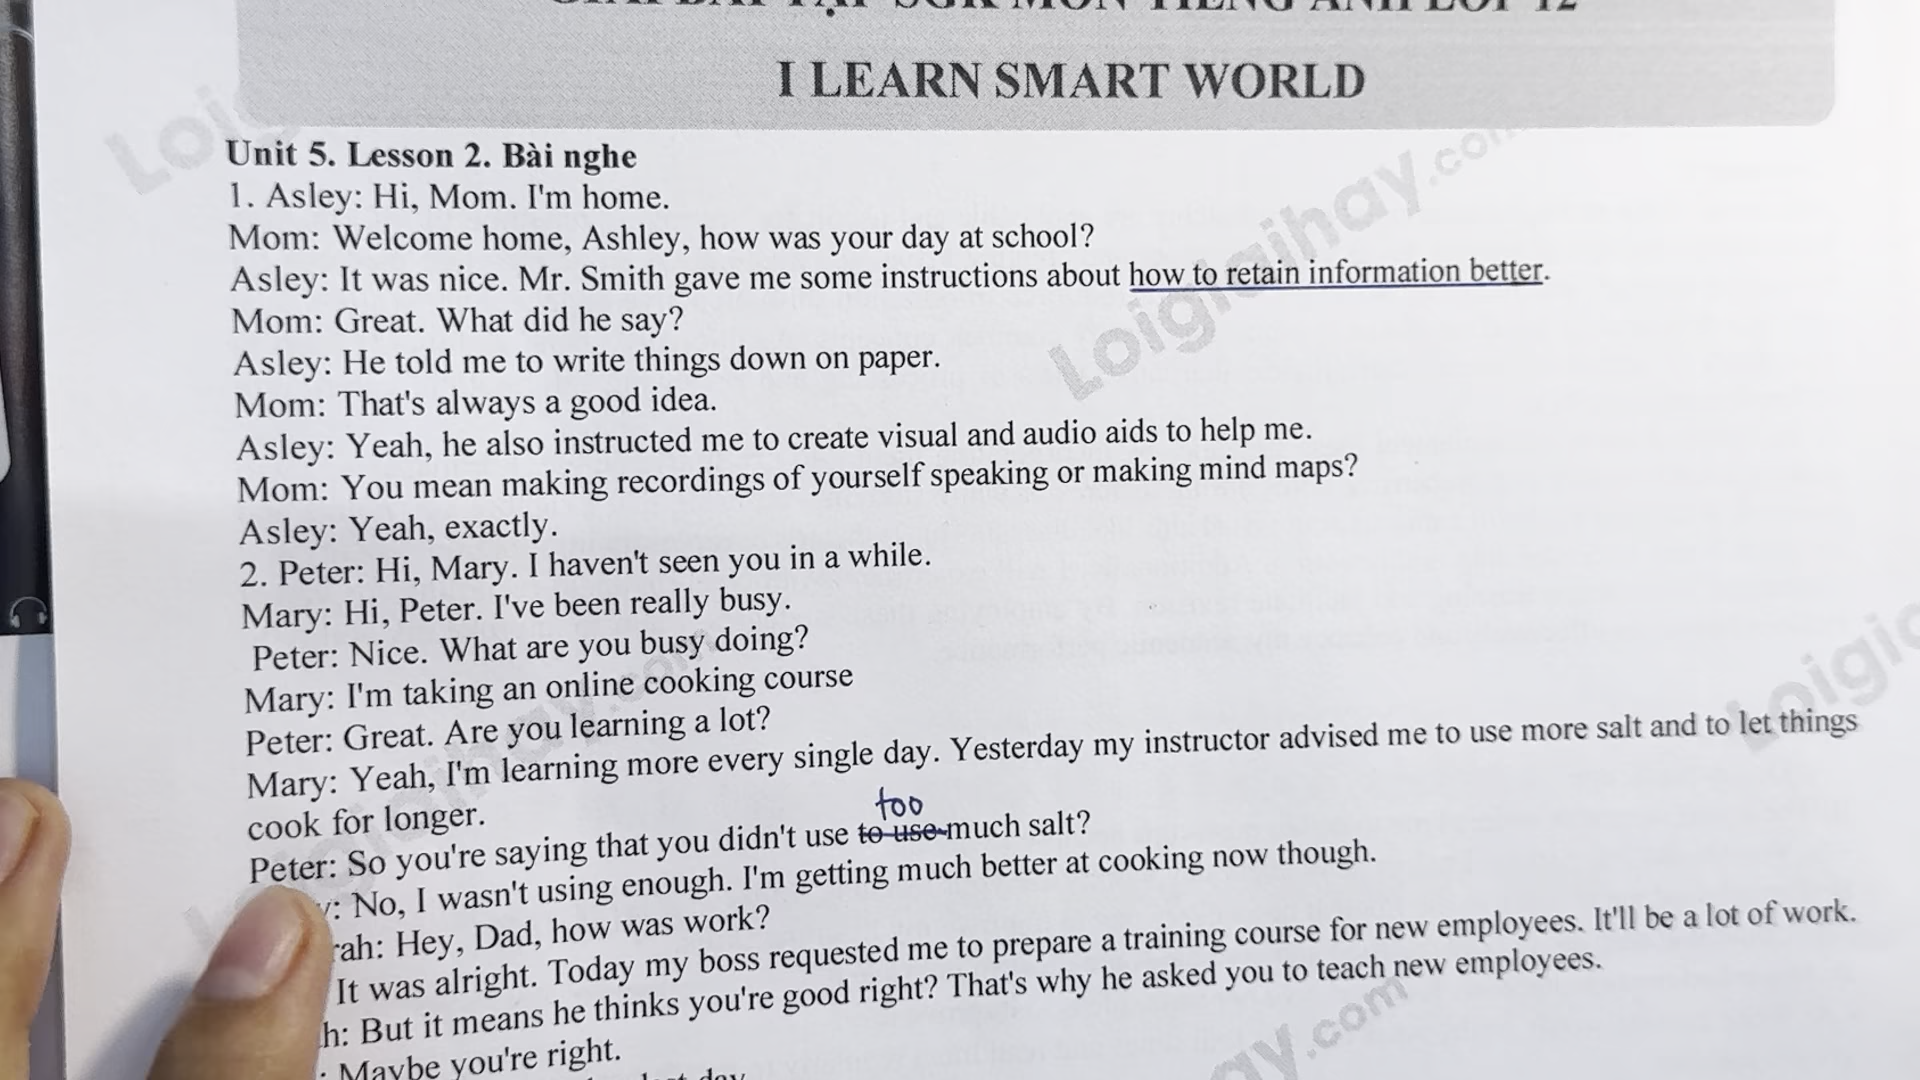 I LEARN SMART WORLD
Unit 5. Lesson 2. Bài nghe
1. Asley: Hi, Mom. I'm home.
Mom: Welcome home, Ashley, how was your day at school?
Asley: It was nice. Mr. Smith gave me some instructions about how to retain information better.
Mom: Great. What did he say?
Asley: He told me to write things down on paper.
Mom: That's always a good idea.
Asley: Yeah, he also instructed me to create visual and audio aids to help me.
Mom: You mean making recordings of yourself speaking or making mind maps?
Asley: Yeah, exactly.
2. Peter: Hi, Mary. I haven't seen you in a while.
Mary: Hi, Peter. I've been really busy.
Peter: Nice. What are you busy doing?
Mary: I'm taking an online cooking course
Peter: Great. Are you learning a lot?
Mary: Yeah, I'm learning more every single day. Yesterday my instructor advised me to use more salt and to let things
cook for longer.
too
Peter: So you're saying that you didn't use to use much salt?
No, I wasn't using enough. I'm getting much better at cooking now though.
rah: Hey, Dad, how was work?
It was alright. Today my boss requested me to prepare a training course for new employees. It'll be a lot of work.
h: But it means he thinks you're good right? That's why he asked you to teach new employees.
: Maybe you're right.
Loigiaihay.com